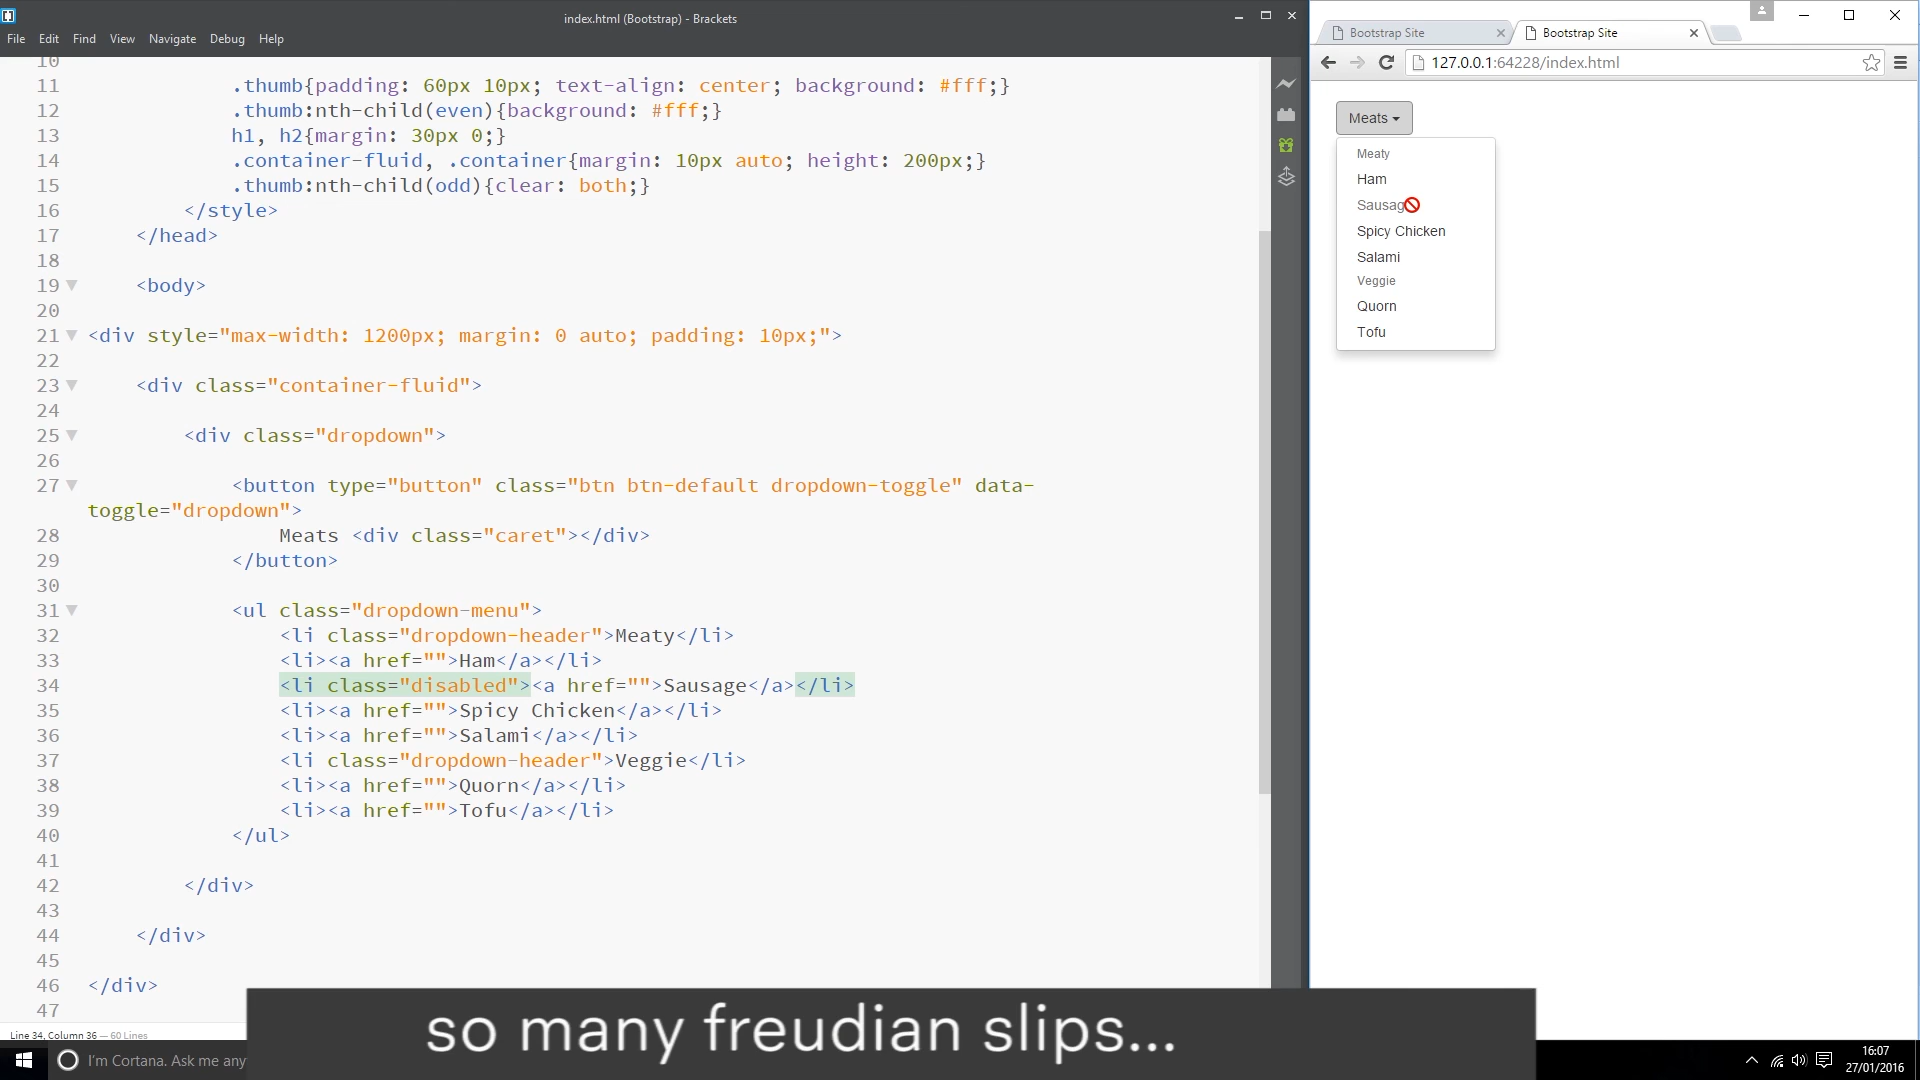 index.html (Bootstrap) - Brackets
File Edit Find View Navigate Debug Help
10
11 .thumb{padding: 60px 10px; text-align: center; background: #fff;}
12 .thumb:nth-child(even){background: #fff;}
13 h1, h2{margin: 30px 0;}
14 .container-fluid, .container{margin: 10px auto; height: 200px;}
15 .thumb:nth-child(odd){clear: both;}
16 </style>
17 </head>
18
19 <body>
20
21 <div style="max-width: 1200px; margin: 0 auto; padding: 10px;">
22
23 <div class="container-fluid">
24
25 <div class="dropdown">
26
27 <button type="button" class="btn btn-default dropdown-toggle" data-
toggle="dropdown">
28 Meats <div class="caret"></div>
29 </button>
30
31 <ul class="dropdown-menu">
32 <li class="dropdown-header">Meaty</li>
33 <li><a href="">Ham</a></li>
34 <li class="disabled"><a href="">Sausage</a></li>
35 <li><a href="">Spicy Chicken</a></li>
36 <li><a href="">Salami</a></li>
37 <li class="dropdown-header">Veggie</li>
38 <li><a href="">Quorn</a></li>
39 <li><a href="">Tofu</a></li>
40 </ul>
41
42 </div>
43
44 </div>
45
46 </div>
47
Line 34, Column 36 — 60 Lines
Bootstrap Site
Bootstrap Site
127.0.0.1:64228/index.html
Meats
Meaty
Ham
Sausag
Spicy Chicken
Salami
Veggie
Quorn
Tofu
so many freudian slips...
I'm Cortana. Ask me any
16:07
27/01/2016